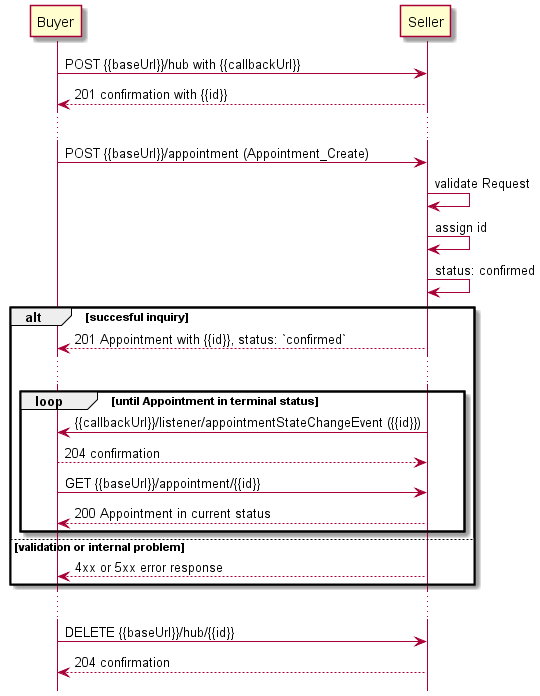 Buyer
Seller
POST {{baseUrl}}/hub with {{callbackUrl}}
201 confirmation with {{id}}
POST {{baseUrl}}/appointment (Appointment_Create)
validate Request
assign id
status: confirmed
alt [succesful inquiry]
201 Appointment with {{id}}, status: `confirmed`
loop [until Appointment in terminal status]
{{callbackUrl}}/listener/appointmentStateChangeEvent ({{id}})
204 confirmation
GET {{baseUrl}}/appointment/{{id}}
200 Appointment in current status
[validation or internal problem]
4xx or 5xx error response
DELETE {{baseUrl}}/hub/{{id}}
204 confirmation